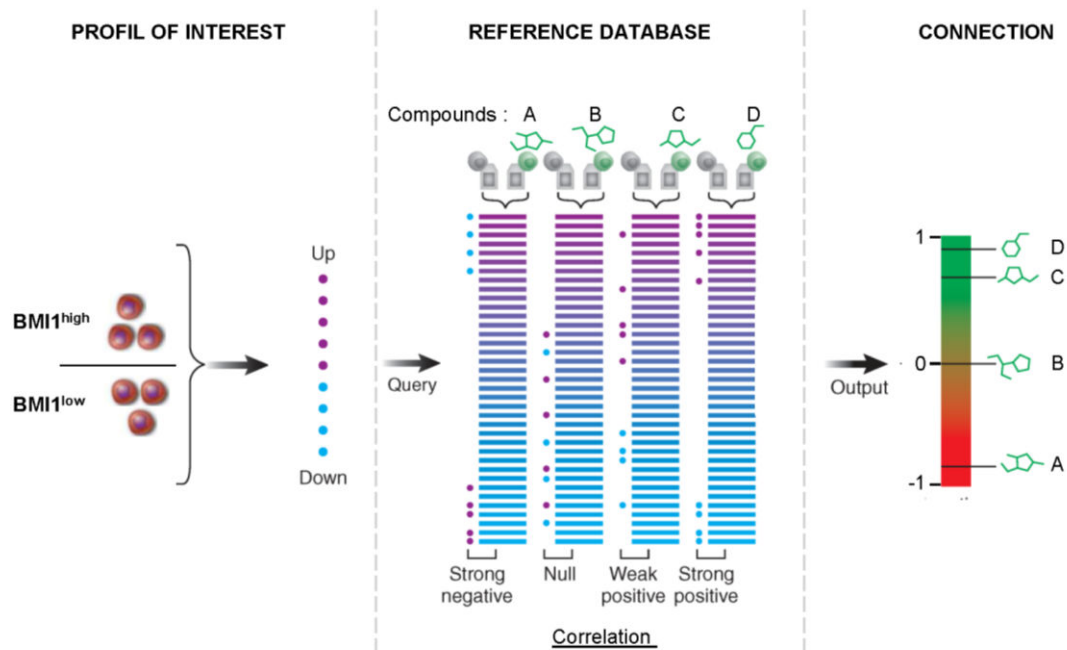 PROFIL OF INTEREST
REFERENCE DATABASE
CONNECTION
Compounds : A B C D
BMI1high
BMI1low
Up
Down
Query
Strong negative
Null
Weak positive
Strong positive
Correlation
Output
1
0
-1
D
C
B
A